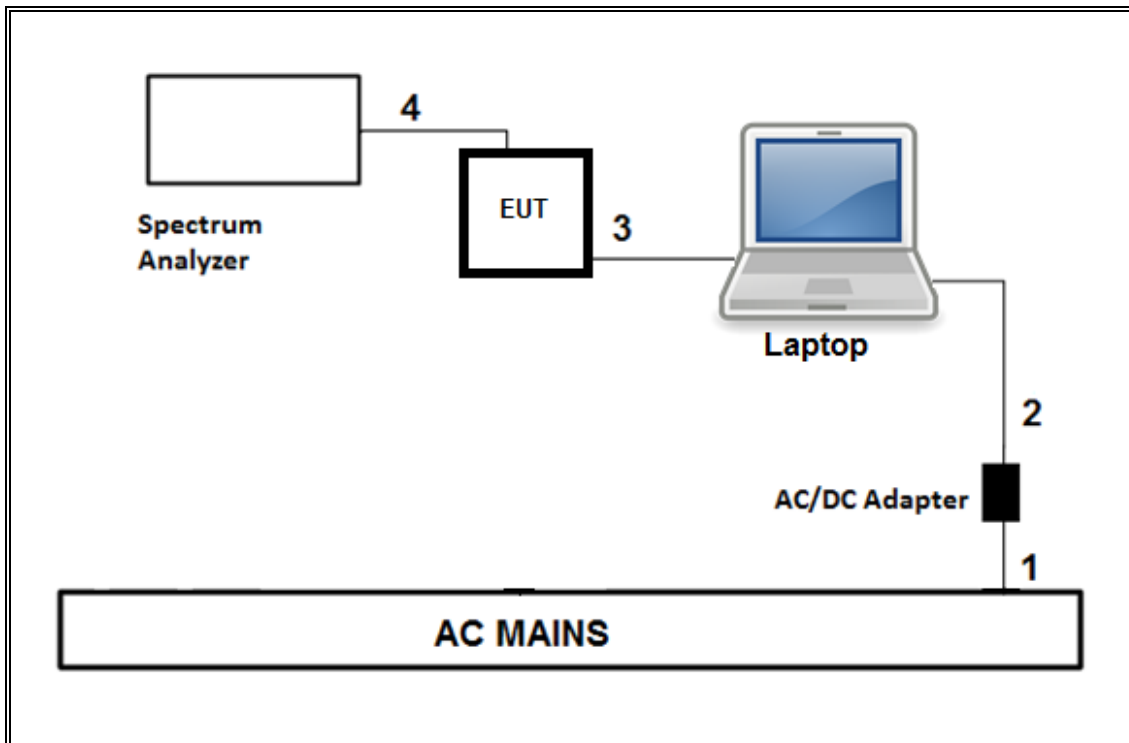 4
Spectrum
Analyzer
EUT
3
Laptop
2
AC/DC Adapter
1
AC MAINS